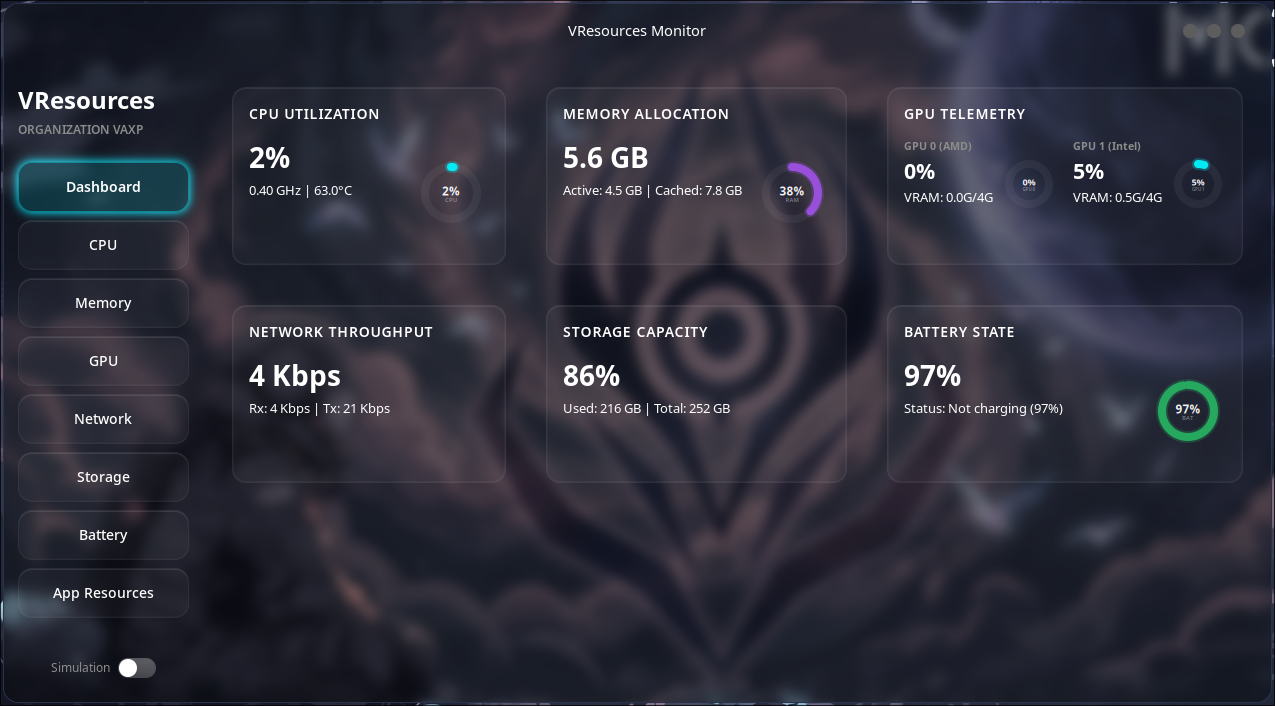 VResources Monitor
VResources
ORGANIZATION VAXP
Dashboard
CPU
Memory
GPU
Network
Storage
Battery
App Resources
Simulation
CPU UTILIZATION
2%
0.40 GHz | 63.0°C
2%
CPU
MEMORY ALLOCATION
5.6 GB
Active: 4.5 GB | Cached: 7.8 GB
38%
RAM
GPU TELEMETRY
GPU 0 (AMD)
0%
VRAM: 0.0G/4G
0%
GPU 0
GPU 1 (Intel)
5%
VRAM: 0.5G/4G
5%
GPU 1
NETWORK THROUGHPUT
4 Kbps
Rx: 4 Kbps | Tx: 21 Kbps
STORAGE CAPACITY
86%
Used: 216 GB | Total: 252 GB
BATTERY STATE
97%
Status: Not charging (97%)
97%
BAT